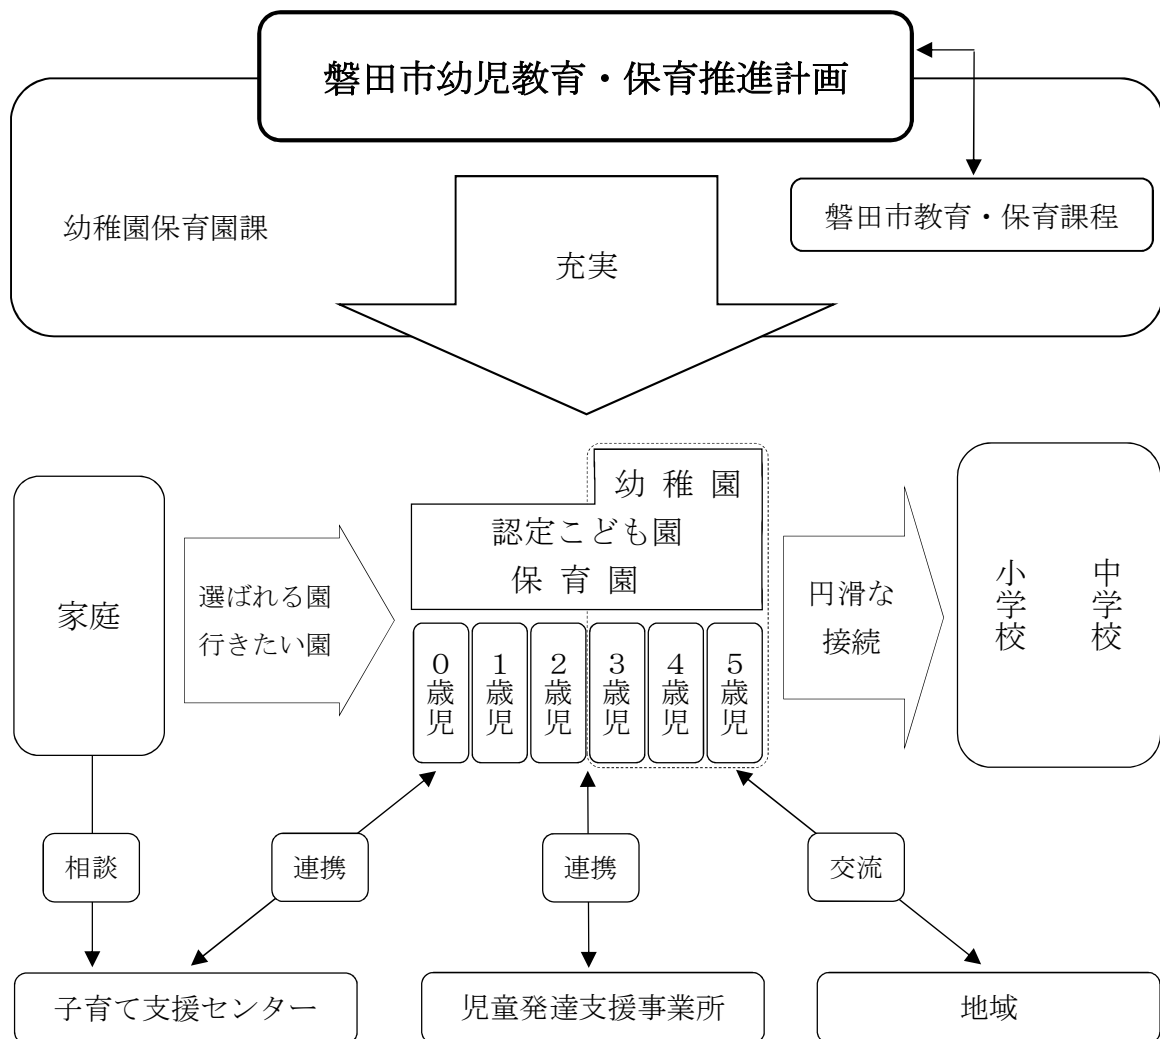 磐田市幼児教育・保育推進計画
幼稚園保育園課
磐田市教育・保育課程
充実
家庭
選ばれる園
行きたい園
幼稚園
認定こども園
保育園
０歳児
１歳児
２歳児
３歳児
４歳児
５歳児
円滑な
接続
小学校
中学校
相談
連携
連携
交流
子育て支援センター
児童発達支援事業所
地域